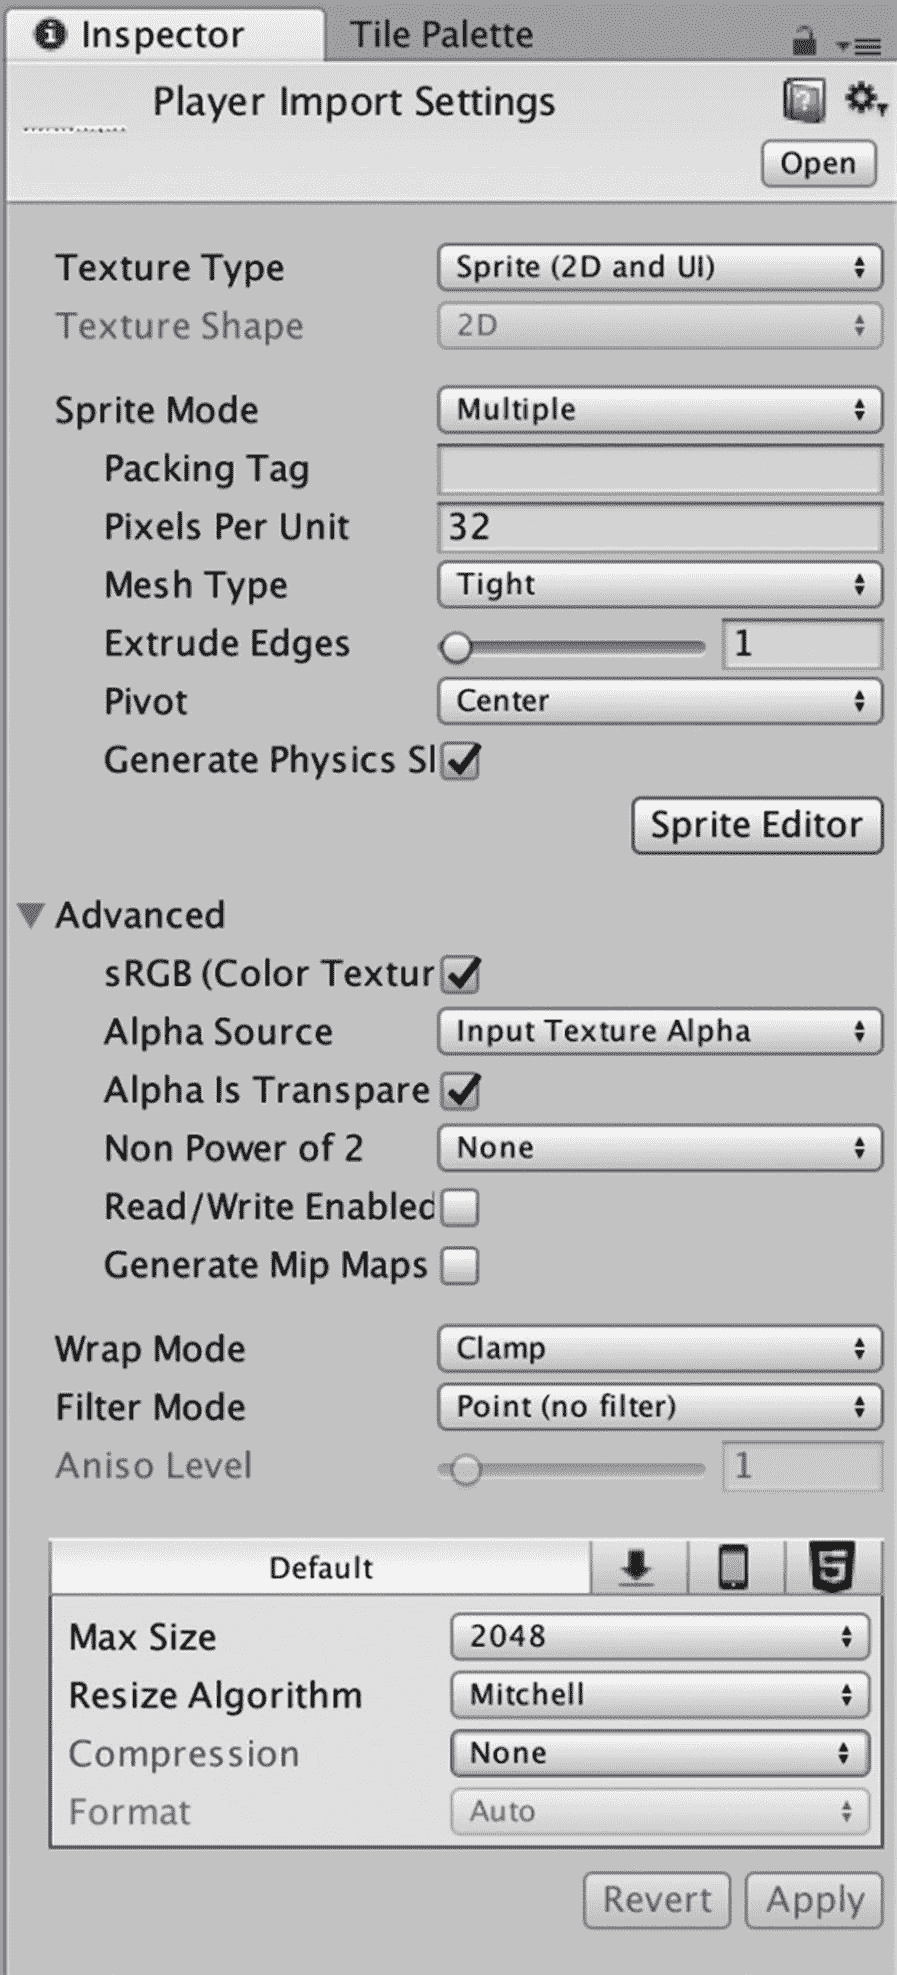 Inspector Tile Palette
Player Import Settings
Open
Texture Type Sprite (2D and UI)
Texture Shape 2D
Sprite Mode Multiple
Packing Tag
Pixels Per Unit 32
Mesh Type Tight
Extrude Edges 1
Pivot Center
Generate Physics Sl
Sprite Editor
Advanced
sRGB (Color Textur
Alpha Source Input Texture Alpha
Alpha Is Transpare
Non Power of 2 None
Read/Write Enabled
Generate Mip Maps
Wrap Mode Clamp
Filter Mode Point (no filter)
Aniso Level 1
Default 5
Max Size 2048
Resize Algorithm Mitchell
Compression None
Format Auto
Revert Apply